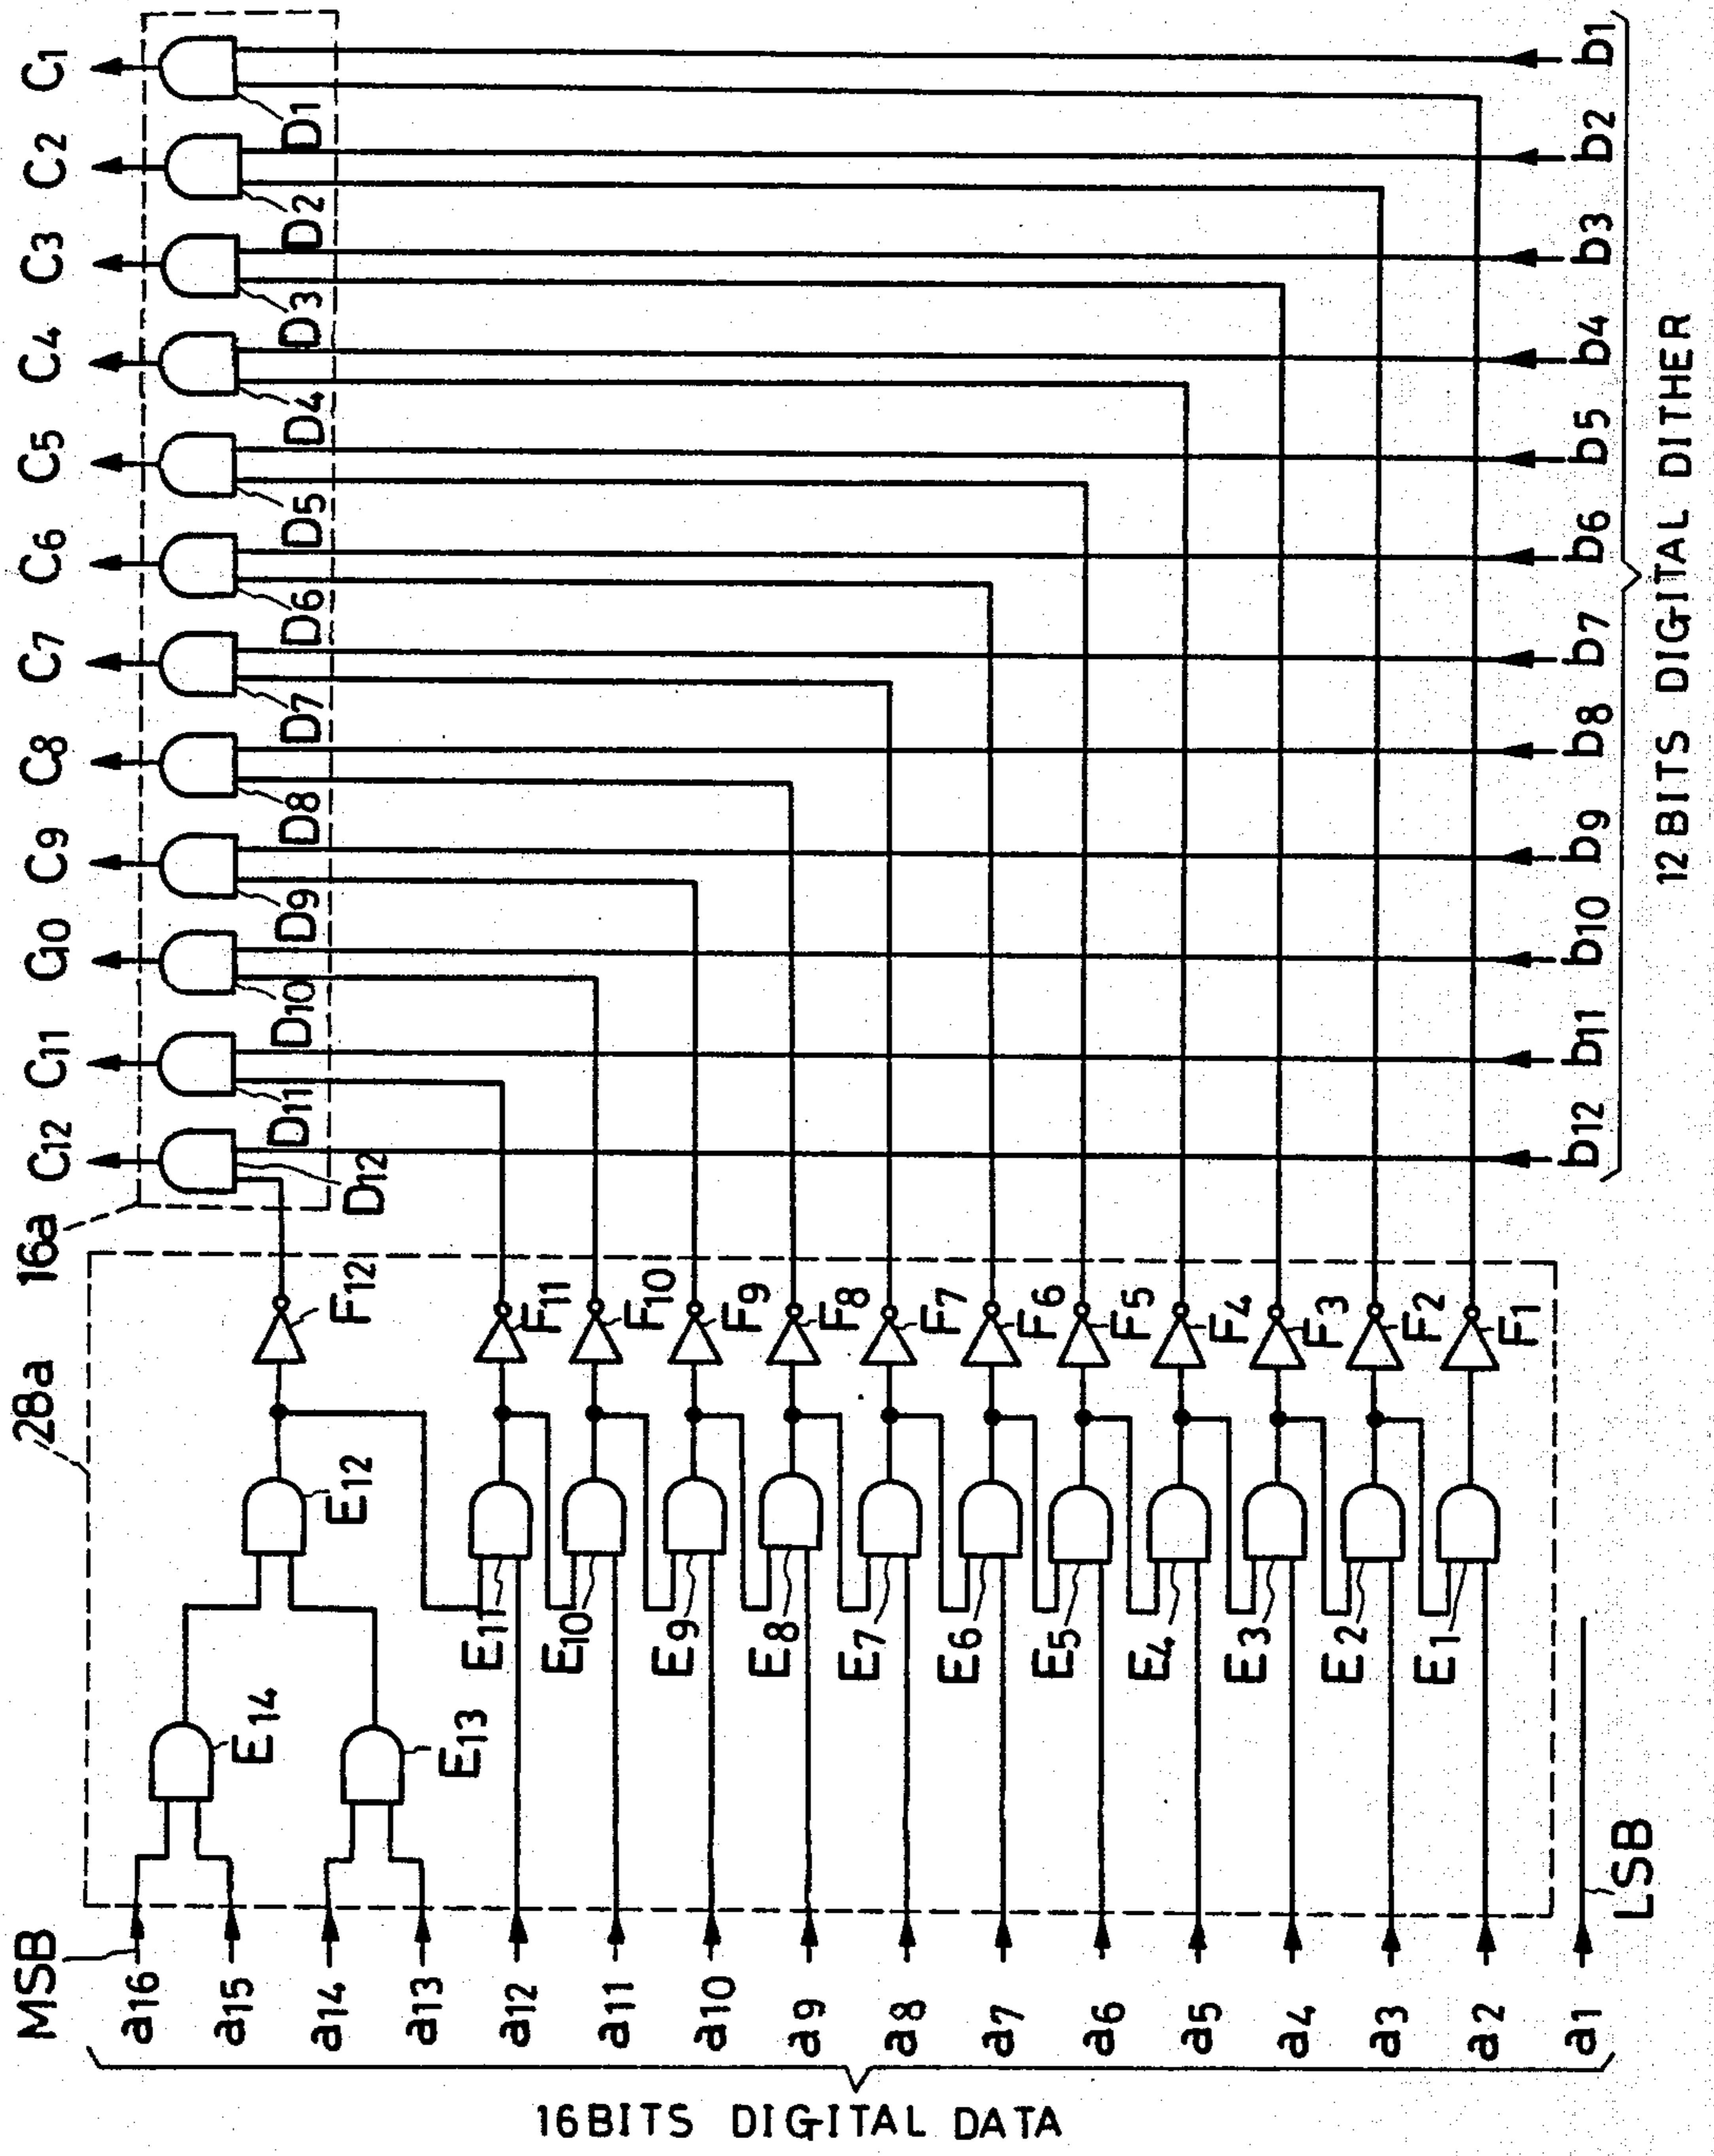 C1
C2
C3
C4
C5
C6
C7
C8
C9
C10
C11
C12
D1
D2
D3
D4
D5
D6
D7
D8
D9
D10
D11
D12
16a
28a
F12
F11
F10
F9
F8
F7
F6
F5
F4
F3
F2
F1
E12
E11
E10
E9
E8
E7
E6
E5
E4
E3
E2
E1
E14
E13
MSB
LSB
a16
a15
a14
a13
a12
a11
a10
a9
a8
a7
a6
a5
a4
a3
a2
a1
16BITS DIGITAL DATA
b1
b2
b3
b4
b5
b6
b7
b8
b9
b10
b11
b12
12BITS DIGITAL DITHER